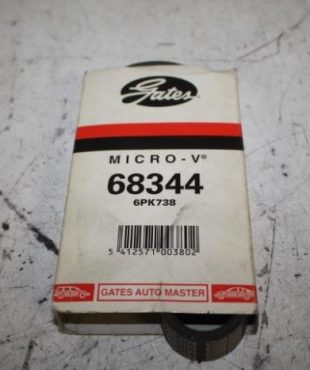 Gates
MICRO-V®
68344
6PK738
5 412571 003802
GATES AUTO MASTER